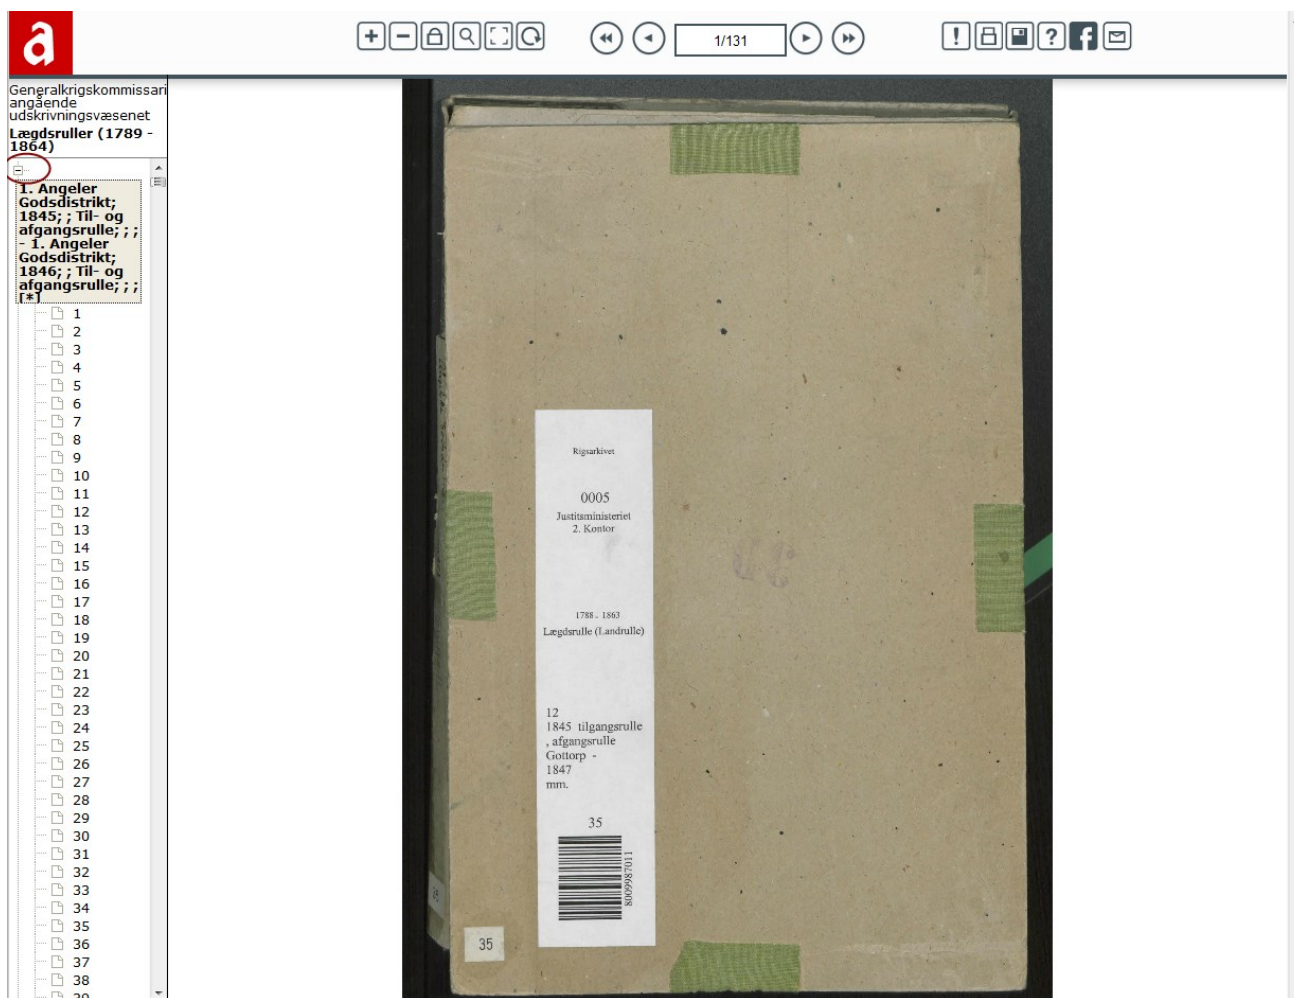 a
1/131
!
?
f
Generalkrigskommissari
angående
udskrivningsvæsenet
Lægdsruller (1789 -
1864)
1. Angeler
Godsdistrikt;
1845; ; Til- og
afgangsrulle; ; ;
- 1. Angeler
Godsdistrikt;
1846; ; Til- og
afgangsrulle; ; ;
[*]
1
2
3
4
5
6
7
8
9
10
11
12
13
14
15
16
17
18
19
20
21
22
23
24
25
26
27
28
29
30
31
32
33
34
35
36
37
38
39
Rigsarkivet
0005
Justitsministeriet
2. Kontor
1788 - 1863
Lægdsrulle (Landrulle)
12
1845 tilgangsrulle
, afgangsrulle
Gottorp -
1847
mm.
35
8009987011
35